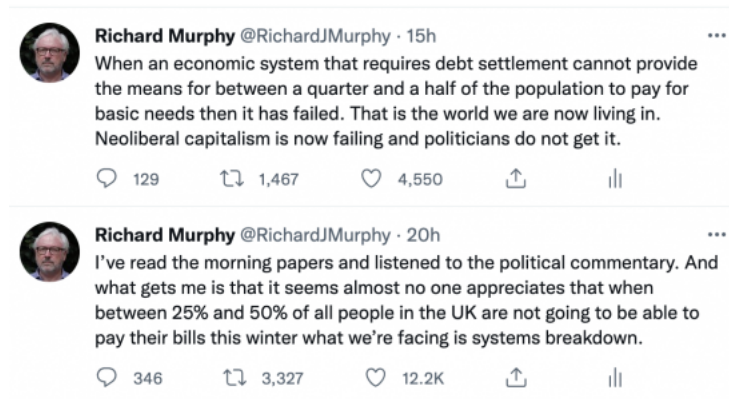 Richard Murphy @RichardJMurphy · 15h
When an economic system that requires debt settlement cannot provide
the means for between a quarter and a half of the population to pay for
basic needs then it has failed. That is the world we are now living in.
Neoliberal capitalism is now failing and politicians do not get it.
129 1,467 4,550
Richard Murphy @RichardJMurphy · 20h
I've read the morning papers and listened to the political commentary. And
what gets me is that it seems almost no one appreciates that when
between 25% and 50% of all people in the UK are not going to be able to
pay their bills this winter what we're facing is systems breakdown.
346 3,327 12.2K